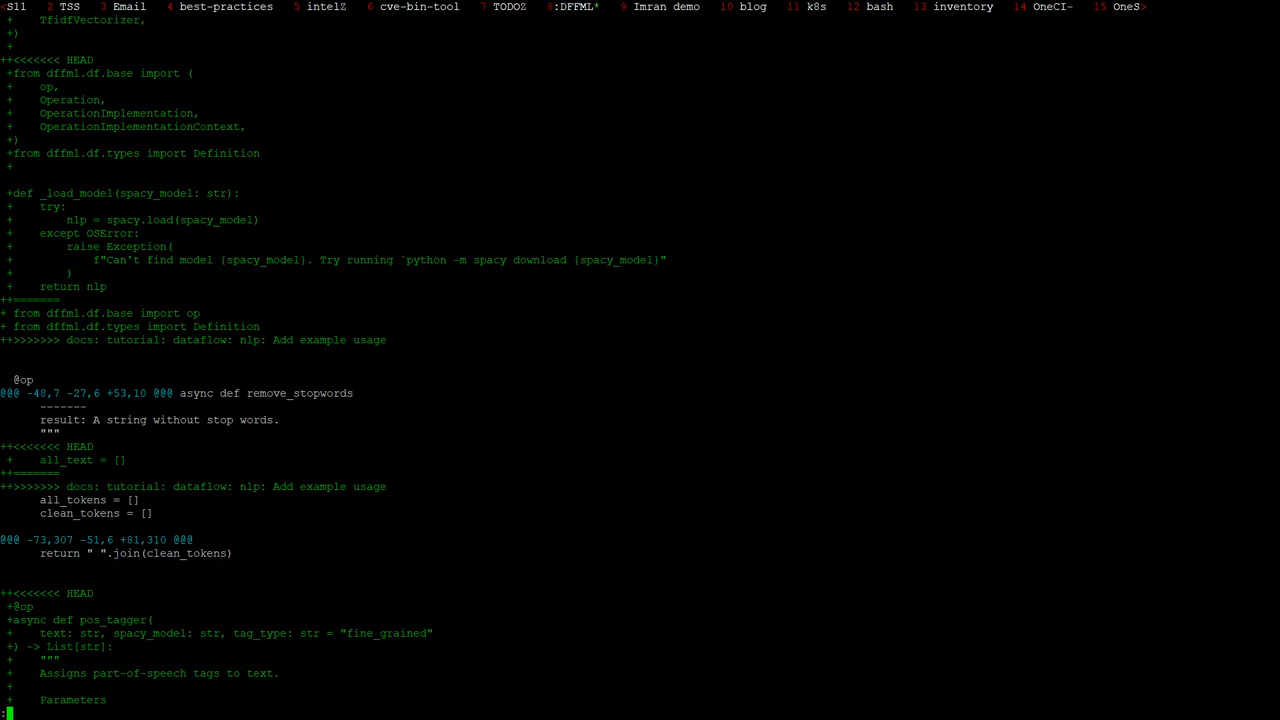 <S11  2 TSS  3 Email  4 best-practices  5 intelZ  6 cve-bin-tool  7 TODOZ  8:DFFML*  9 Imran demo  10 blog  11 k8s  12 bash  13 inventory  14 OneCI-  15 OneS>
 +    TfidfVectorizer,
 +)
 +
++<<<<<<< HEAD
 +from dffml.df.base import (
 +    op,
 +    Operation,
 +    OperationImplementation,
 +    OperationImplementationContext,
 +)
 +from dffml.df.types import Definition
 +

 +def _load_model(spacy_model: str):
 +    try:
 +        nlp = spacy.load(spacy_model)
 +    except OSError:
 +        raise Exception(
 +            f"Can't find model {spacy_model}. Try running `python -m spacy download {spacy_model}"
 +        )
 +    return nlp
++=======
+ from dffml.df.base import op
+ from dffml.df.types import Definition
++>>>>>>> docs: tutorial: dataflow: nlp: Add example usage


  @op
@@@ -48,7 -27,6 +53,10 @@@ async def remove_stopwords
      -------
      result: A string without stop words.
      """
++<<<<<<< HEAD
 +    all_text = []
++=======
++>>>>>>> docs: tutorial: dataflow: nlp: Add example usage
      all_tokens = []
      clean_tokens = []

@@@ -73,307 -51,6 +81,310 @@@
      return " ".join(clean_tokens)


++<<<<<<< HEAD
 +@op
 +async def pos_tagger(
 +    text: str, spacy_model: str, tag_type: str = "fine_grained"
 +) -> List[str]:
 +    """
 +    Assigns part-of-speech tags to text.
 +
 +    Parameters
: